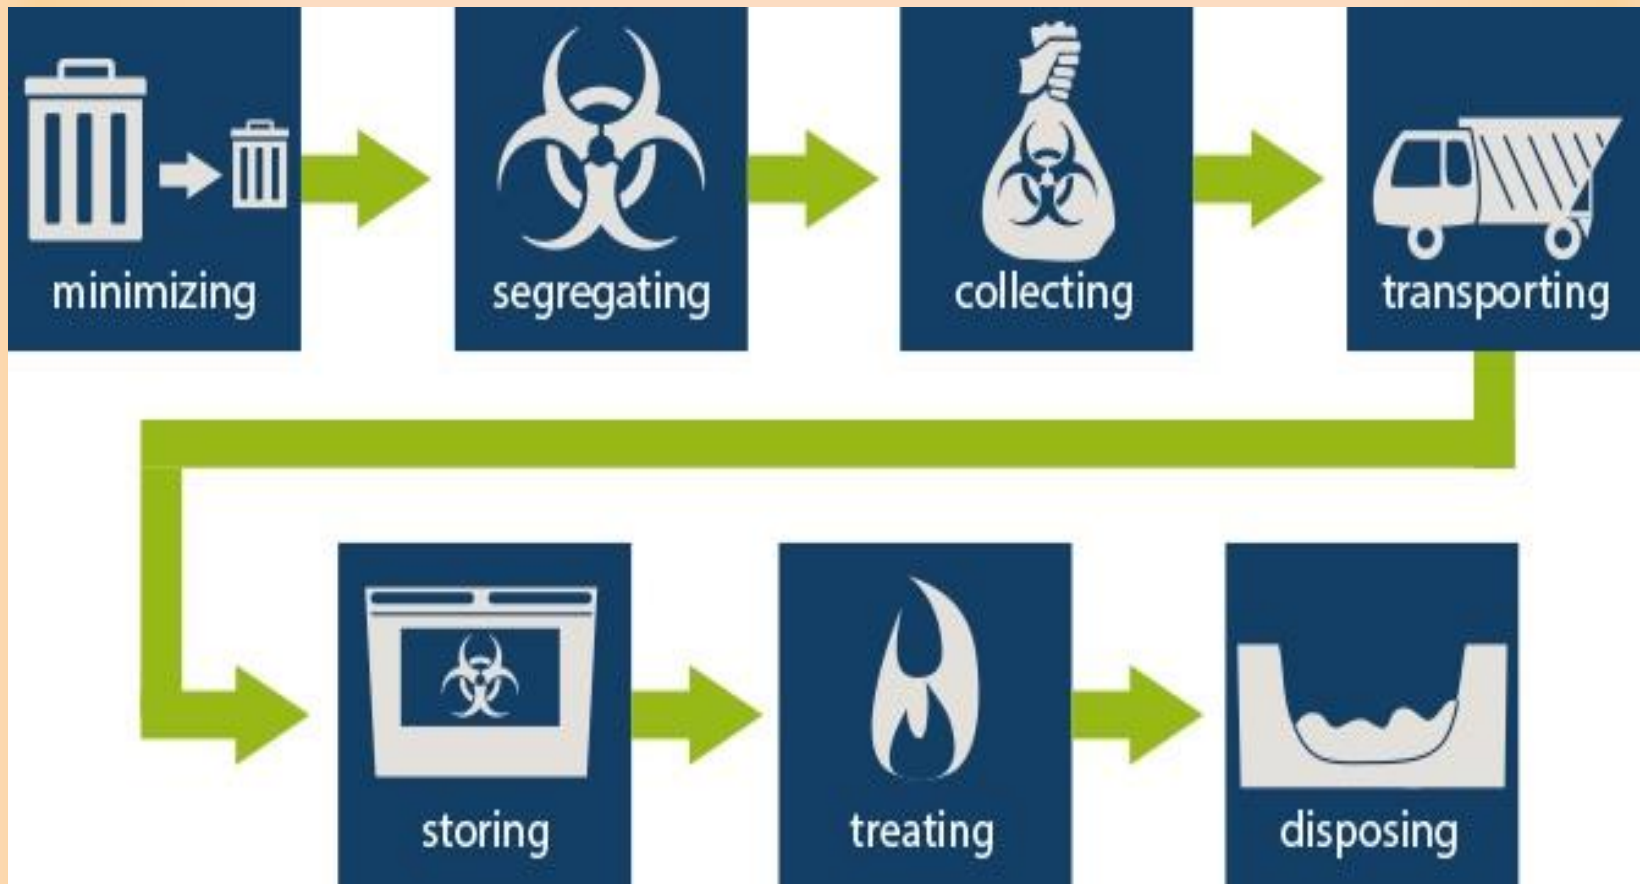 minimizing
segregating
collecting
transporting
storing
treating
disposing